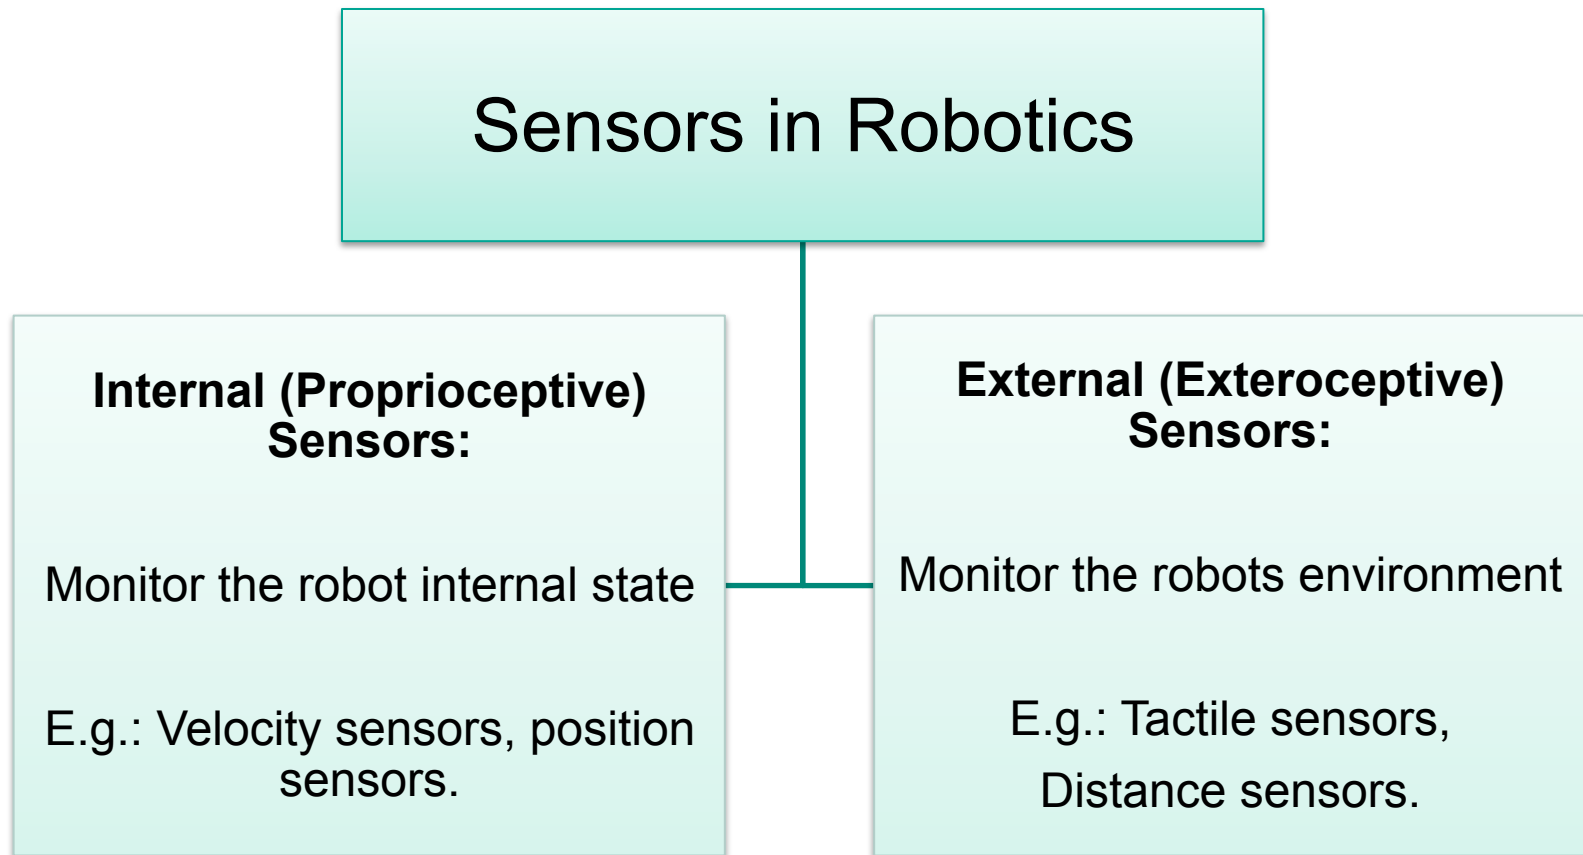 Sensors in Robotics
Internal (Proprioceptive)
Sensors:
Monitor the robot internal state
E.g.: Velocity sensors, position
sensors.
External (Exteroceptive)
Sensors:
Monitor the robots environment
E.g.: Tactile sensors,
Distance sensors.